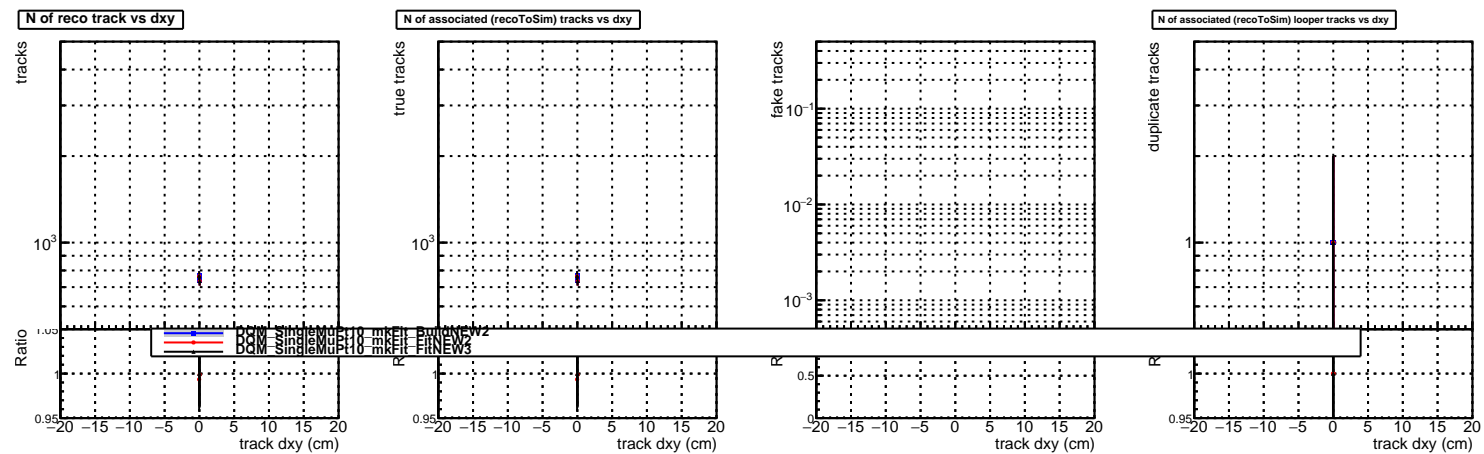 N of reco track vs dxy
N of associated (recoToSim) tracks vs dxy
N of associated (recoToSim) looper tracks vs dxy
tracks
10³
true tracks
10³
fake tracks
10⁻¹
10⁻²
10⁻³
duplicate tracks
1
DQM_SingleMuPt10_mkFit_BuildNEW2
DQM_SingleMuPt10_mkFit_FitNEW2
DQM_SingleMuPt10_mkFit_FitNEW3
Ratio
1.05
1
0.95
−20 −15 −10 −5 0 5 10 15 20
track dxy (cm)
R
1
0.95
−20 −15 −10 −5 0 5 10 15 20
track dxy (cm)
0.5
0
−20 −15 −10 −5 0 5 10 15 20
track dxy (cm)
R
1
0.95
−20 −15 −10 −5 0 5 10 15 20
track dxy (cm)